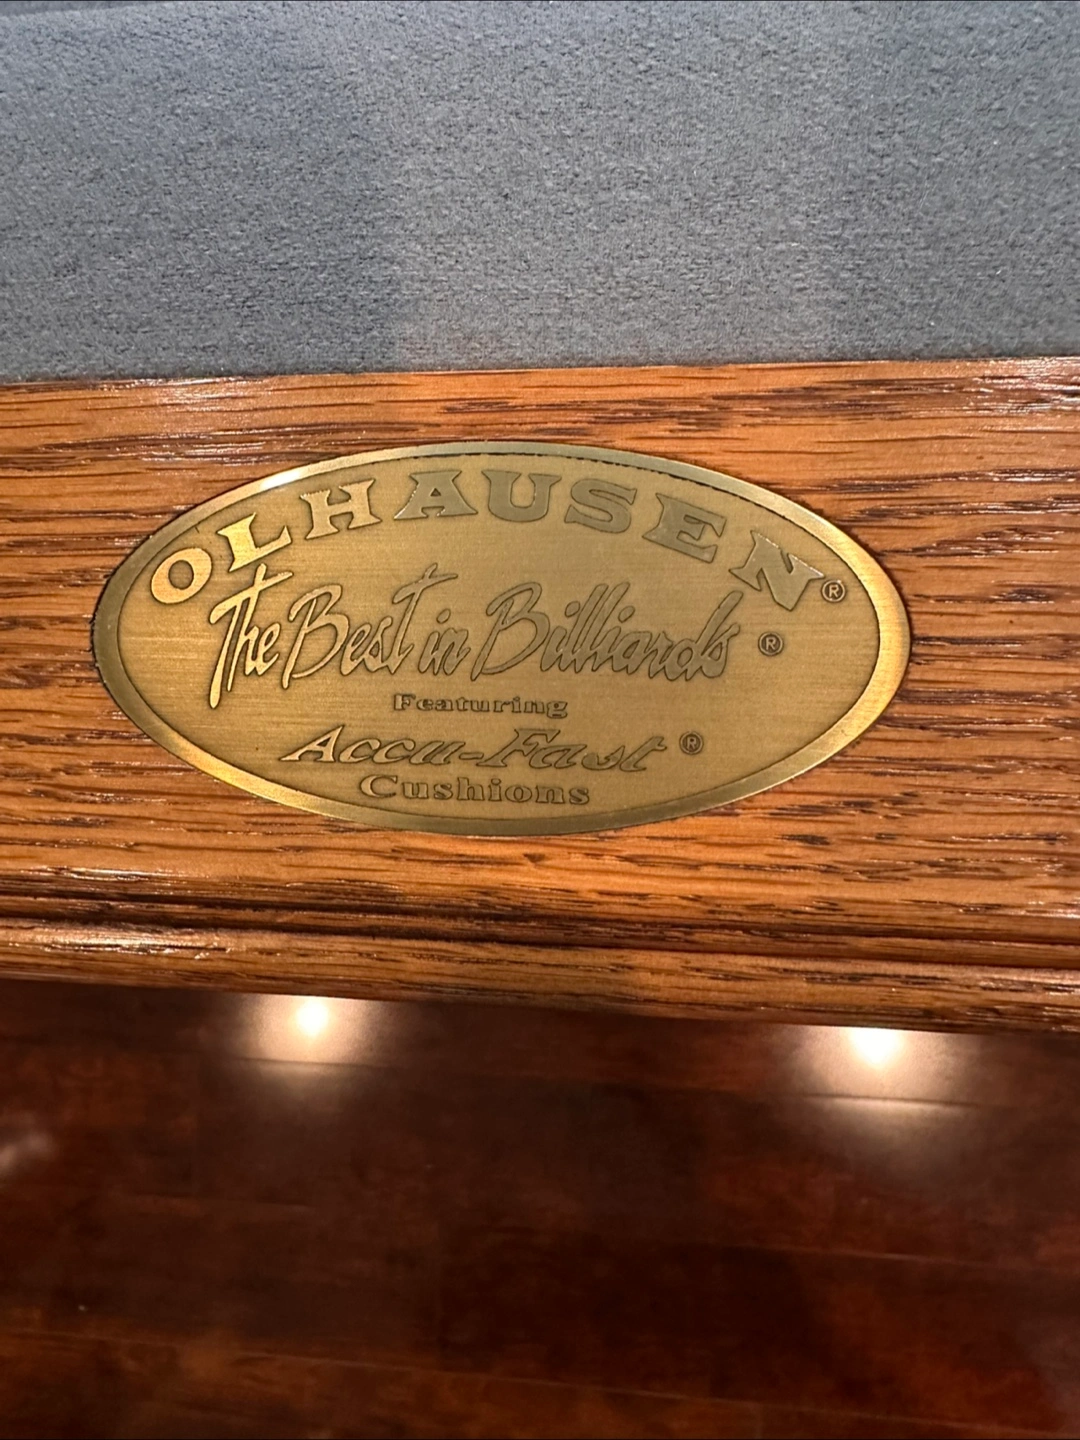 OLHAUSEN®
The Best in Billiards ®
Featuring
Accu-Fast ®
Cushions